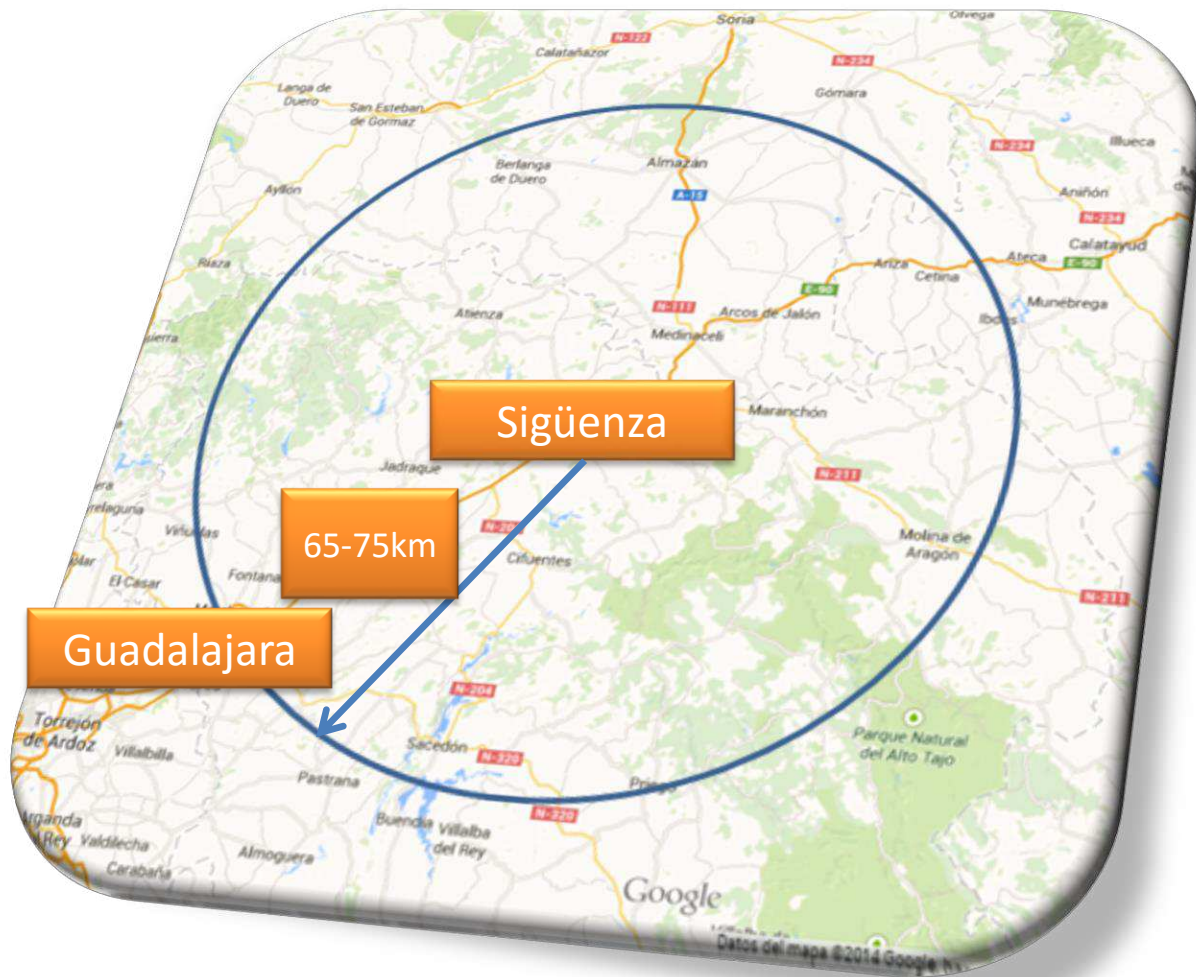 Soria
Olvega
N-122
Calatañazor
N-234
Langa de
Duero
San Esteban
de Gormaz
Gómara
Illueca
N-234
Berlanga
de Duero
Almazán
Ayllón
Aniñón
A-15
N-234
Calatayud
Riaza
Ariza
Ateca
E-90
Cetina
E-90
Munébrega
N-111
Arcos de Jalón
Atienza
Ibdes
Medinaceli
Sigüenza
Maranchón
Jadraque
N-211
65-75km
Cifuentes
Molina de
Aragón
Viñuelas
El Casar
Fontana
N-211
Guadalajara
N-204
Torrejón
de Ardoz
Villalbilla
Sacedón
N-320
Parque Natural
del Alto Tajo
Pastrana
Priego
N-320
Buendía
Villalba
del Rey
Arganda
del Rey
Valdilecha
Almoguera
Carabaña
Google
Datos del mapa ©2014 Google